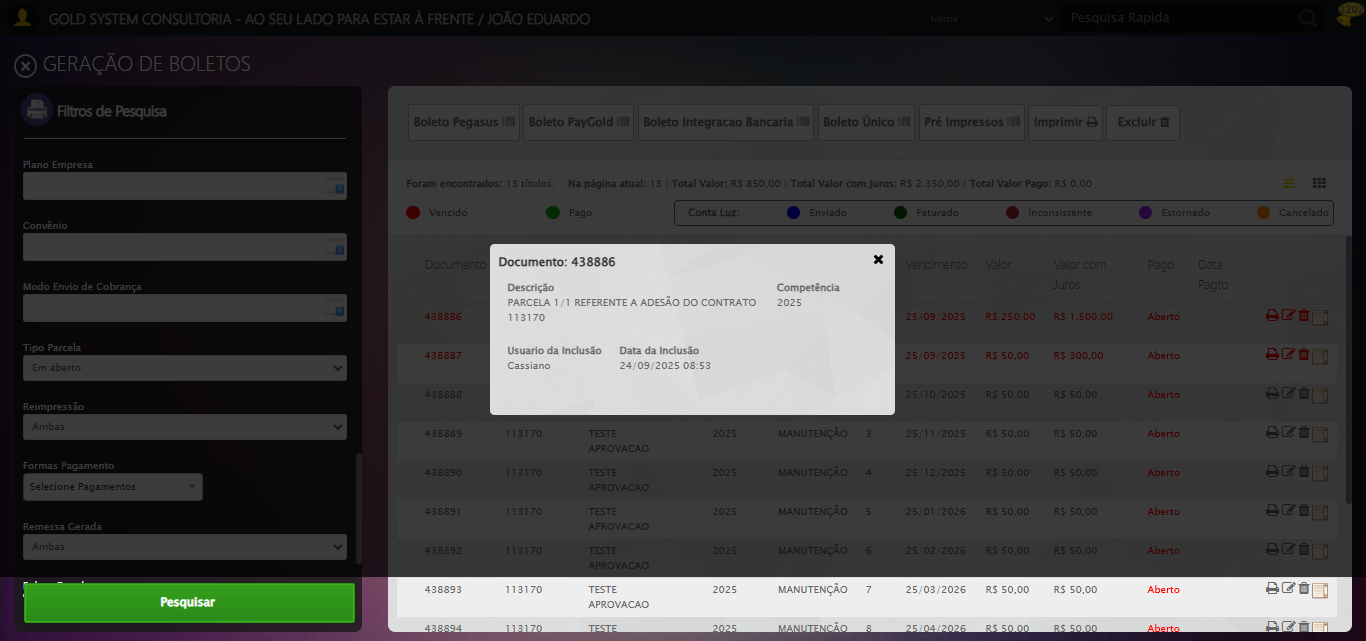 GOLD SYSTEM CONSULTORIA - AO SEU LADO PARA ESTAR À FRENTE / JOÃO EDUARDO
Nome
Pesquisa Rapida
2202
GERAÇÃO DE BOLETOS
Filtros de Pesquisa
Plano Empresa
Convênio
Modo Envio de Cobrança
Tipo Parcela
Em aberto
Reimpressão
Ambas
Formas Pagamento
Selecione Pagamentos
Remessa Gerada
Ambas
Pesquisar
Boleto Pegasus
Boleto PayGold
Boleto Integracao Bancaria
Boleto Único
Pré Impressos
Imprimir
Excluir
Foram encontrados: 13 títulos. Na página atual: 13 | Total Valor: R$ 850,00 | Total Valor com Juros: R$ 2.350,00 | Total Valor Pago: R$ 0,00
Vencido
Pago
Conta Luz:
Enviado
Faturado
Inconsistente
Estornado
Cancelado
Documento Vencimento Valor Valor com Pago Data
Juros Pagto
Documento: 438886
Descrição Competência
PARCELA 1/1 REFERENTE A ADESÃO DO CONTRATO 2025
113170
Usuario da Inclusão Data da Inclusão
Cassiano 24/09/2025 08:53
438886 25/09/2025 R$ 250,00 R$ 1.500,00 Aberto
438887 25/09/2025 R$ 50,00 R$ 300,00 Aberto
438888 25/10/2025 R$ 50,00 R$ 50,00 Aberto
438889 113170 TESTE 2025 MANUTENÇÃO 3 25/11/2025 R$ 50,00 R$ 50,00 Aberto
APROVACAO
438890 113170 TESTE 2025 MANUTENÇÃO 4 25/12/2025 R$ 50,00 R$ 50,00 Aberto
APROVACAO
438891 113170 TESTE 2025 MANUTENÇÃO 5 25/01/2026 R$ 50,00 R$ 50,00 Aberto
APROVACAO
438892 113170 TESTE 2025 MANUTENÇÃO 6 25/02/2026 R$ 50,00 R$ 50,00 Aberto
APROVACAO
438893 113170 TESTE 2025 MANUTENÇÃO 7 25/03/2026 R$ 50,00 R$ 50,00 Aberto
APROVACAO
438894 113170 TESTE 2025 MANUTENÇÃO 8 25/04/2026 R$ 50,00 R$ 50,00 Aberto